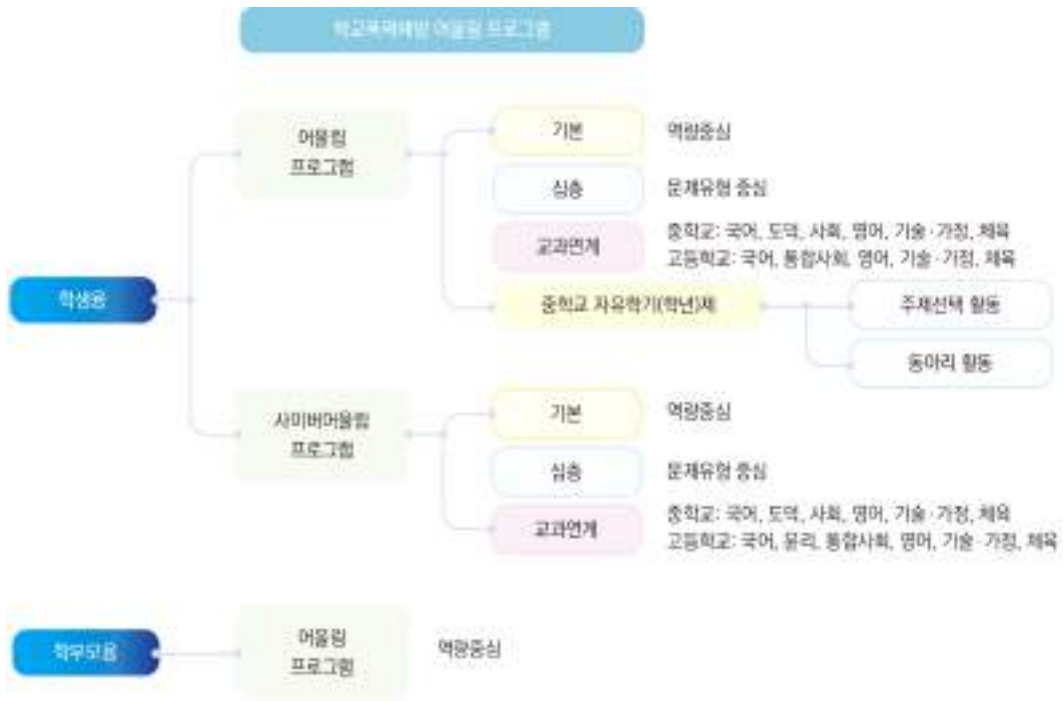 학교폭력예방 어울림 프로그램
어울림
프로그램
기본
역량중심
심층
문제유형 중심
교과연계
중학교: 국어, 도덕, 사회, 영어, 기술·가정, 체육
고등학교: 국어, 통합사회, 영어, 기술·가정, 체육
학생용
중학교 자유학기(학년)제
주제선택 활동
동아리 활동
사이버어울림
프로그램
기본
역량중심
심층
문제유형 중심
교과연계
중학교: 국어, 도덕, 사회, 영어, 기술·가정, 체육
고등학교: 국어, 윤리, 통합사회, 영어, 기술·가정, 체육
학부모용
어울림
프로그램
역량중심